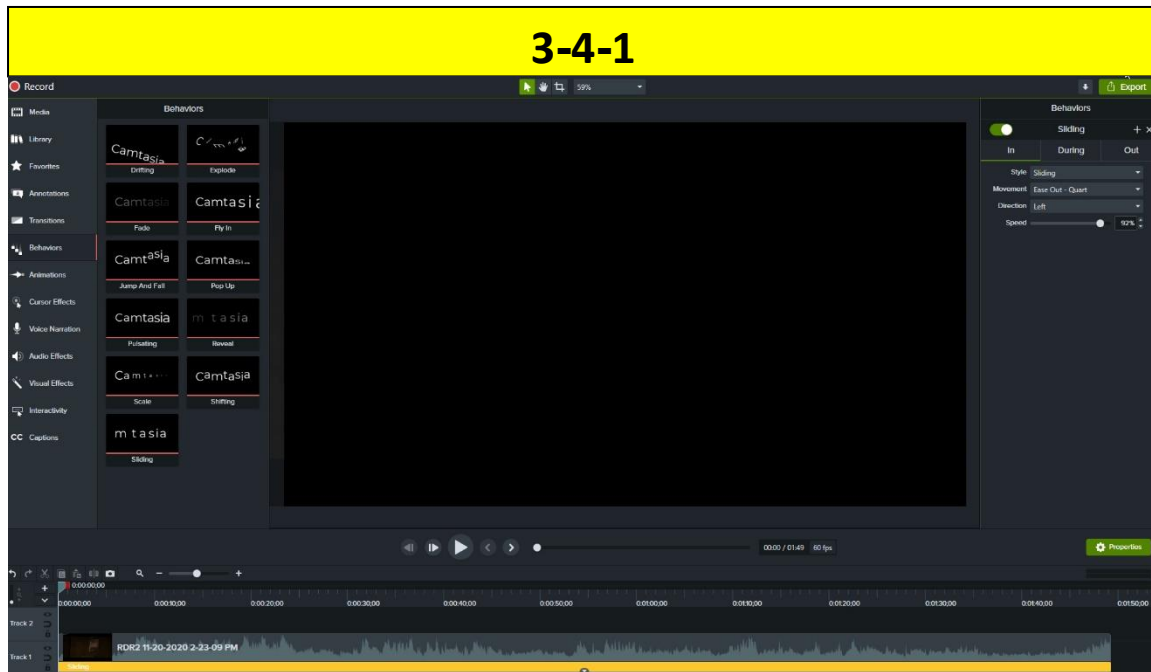 3-4-1
Record
59%
Export
Media
Library
Favorites
Annotations
Transitions
Behaviors
Animations
Cursor Effects
Voice Narration
Audio Effects
Visual Effects
Interactivity
CC Captions
Behaviors
Camtasia
Drifting
Explode
Camtasia
Fade
Camtasia
Fly In
Camtasia
Jump And Fall
Camtasia
Pop Up
Camtasia
Pulsating
m tasia
Reveal
Camt
Scale
Camtasia
Shifting
m tasia
Sliding
Behaviors
Sliding
In During Out
Style Sliding
Movement Ease Out - Quart
Direction Left
Speed 92%
00:00 / 01:49 60 fps
Properties
0:00:00;00
0:00:00;00 0:00:10;00 0:00:20;00 0:00:30;00 0:00:40;00 0:00:50;00 0:01:00;00 0:01:10;00 0:01:20;00 0:01:30;00 0:01:40;00 0:01:50;00
Track 2
Track 1
RDR2 11-20-2020 2-23-09 PM
Sliding